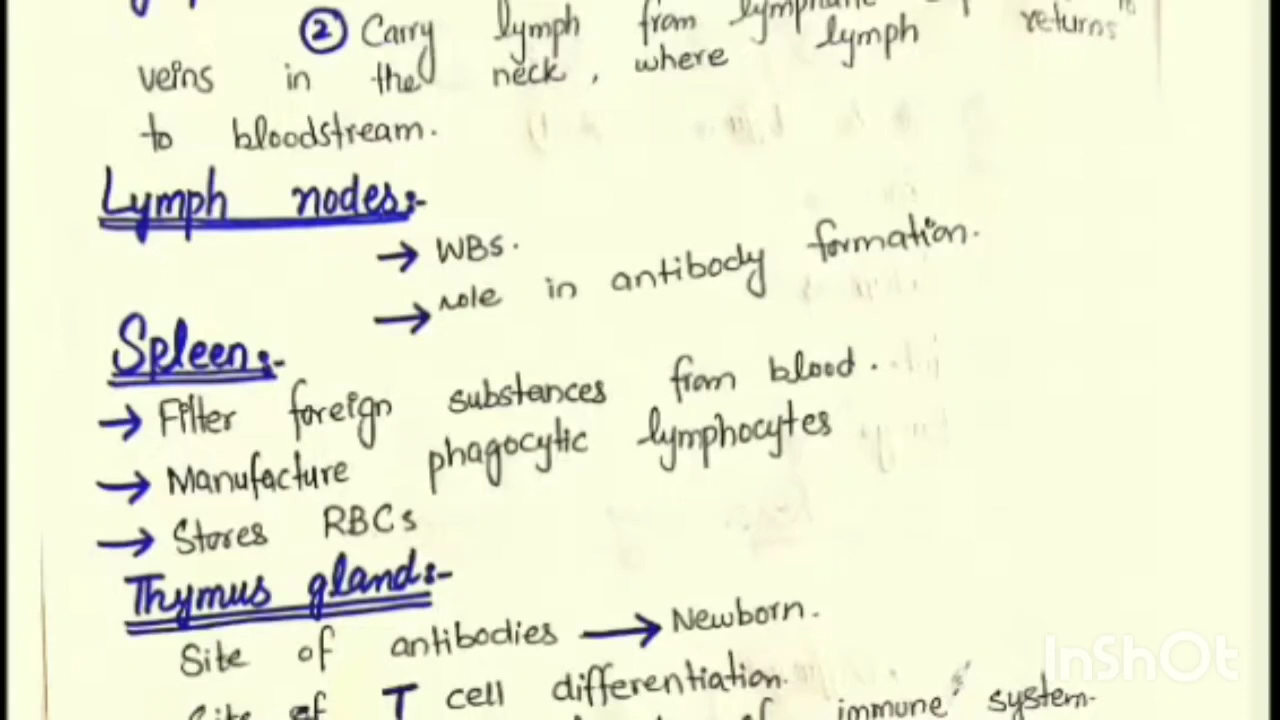 ② Carry lymph from
veins in the neck, where lymph returns
to bloodstream.
Lymph nodes:-
→ WBs.
→ role in antibody formation.
Spleen:-
→ Filter foreign substances from blood.
→ Manufacture phagocytic lymphocytes
→ Stores RBCs
Thymus gland:-
Site of antibodies → Newborn.
Site of T cell differentiation.
of immune system.
InShOt